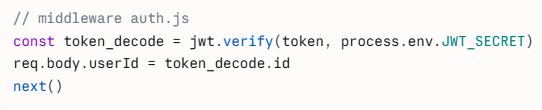 // middleware auth.js
const token_decode = jwt.verify(token, process.env.JWT_SECRET)
req.body.userId = token_decode.id
next()